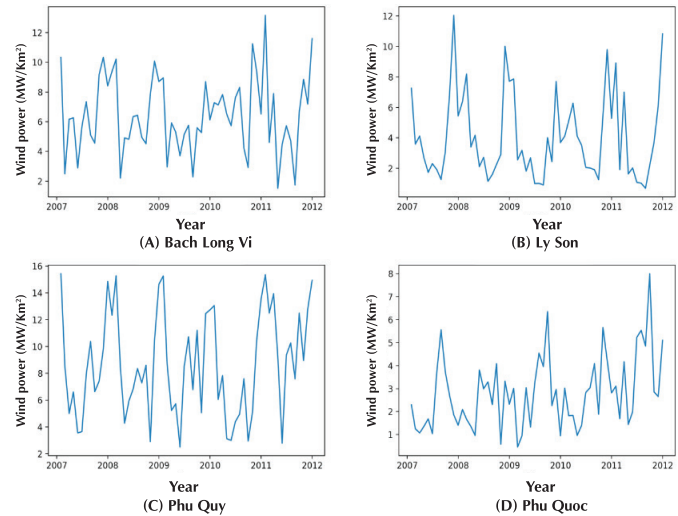 Wind power (MW/Km²)
12
10
8
6
4
2
2007 2008 2009 2010 2011 2012
Year
(A) Bach Long Vi
Wind power (MW/Km²)
12
10
8
6
4
2
2007 2008 2009 2010 2011 2012
Year
(B) Ly Son
Wind power (MW/Km²)
16
14
12
10
8
6
4
2
2007 2008 2009 2010 2011 2012
Year
(C) Phu Quy
Wind power (MW/Km²)
8
7
6
5
4
3
2
1
2007 2008 2009 2010 2011 2012
Year
(D) Phu Quoc